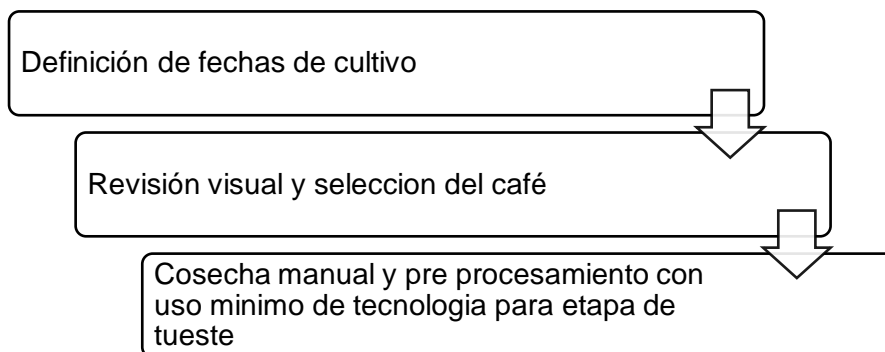 Definición de fechas de cultivo
Revisión visual y seleccion del café
Cosecha manual y pre procesamiento con
uso minimo de tecnologia para etapa de
tueste